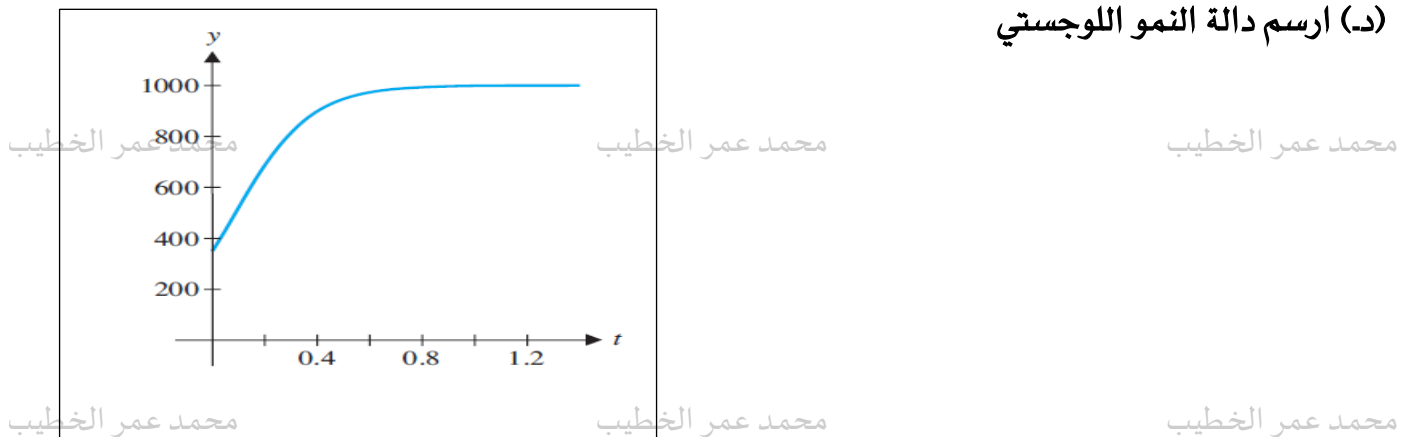 (د) ارسم دالة النمو اللوجستي
y
1000
800
محمد عمر الخطيب محمد عمر الخطيب محمد عمر الخطيب
600
400
200
t
0.4 0.8 1.2
محمد عمر الخطيب محمد عمر الخطيب محمد عمر الخطيب